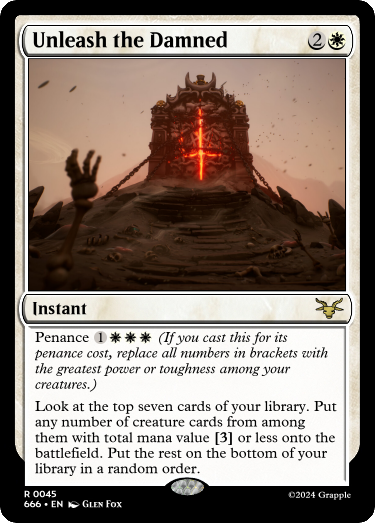 Unleash the Damned 2
Instant
Penance 1 (If you cast this for its
penance cost, replace all numbers in brackets with
the greatest power or toughness among your
creatures.)
Look at the top seven cards of your library. Put
any number of creature cards from among
them with total mana value [3] or less onto the
battlefield. Put the rest on the bottom of your
library in a random order.
R 0045
666 • EN Glen Fox
©2024 Grapple